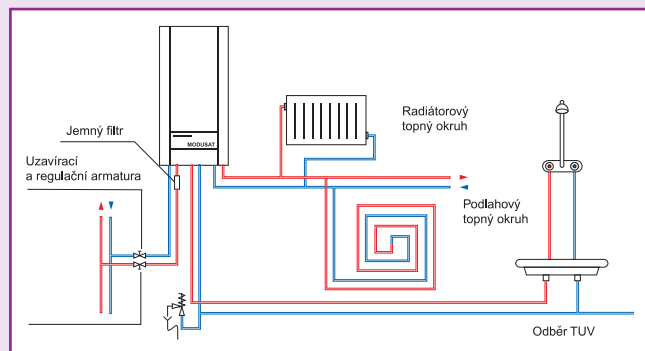 MODUSAT
Jemný filtr
Uzavírací
a regulační armatura
Radiátorový
topný okruh
Podlahový
topný okruh
Odběr TUV